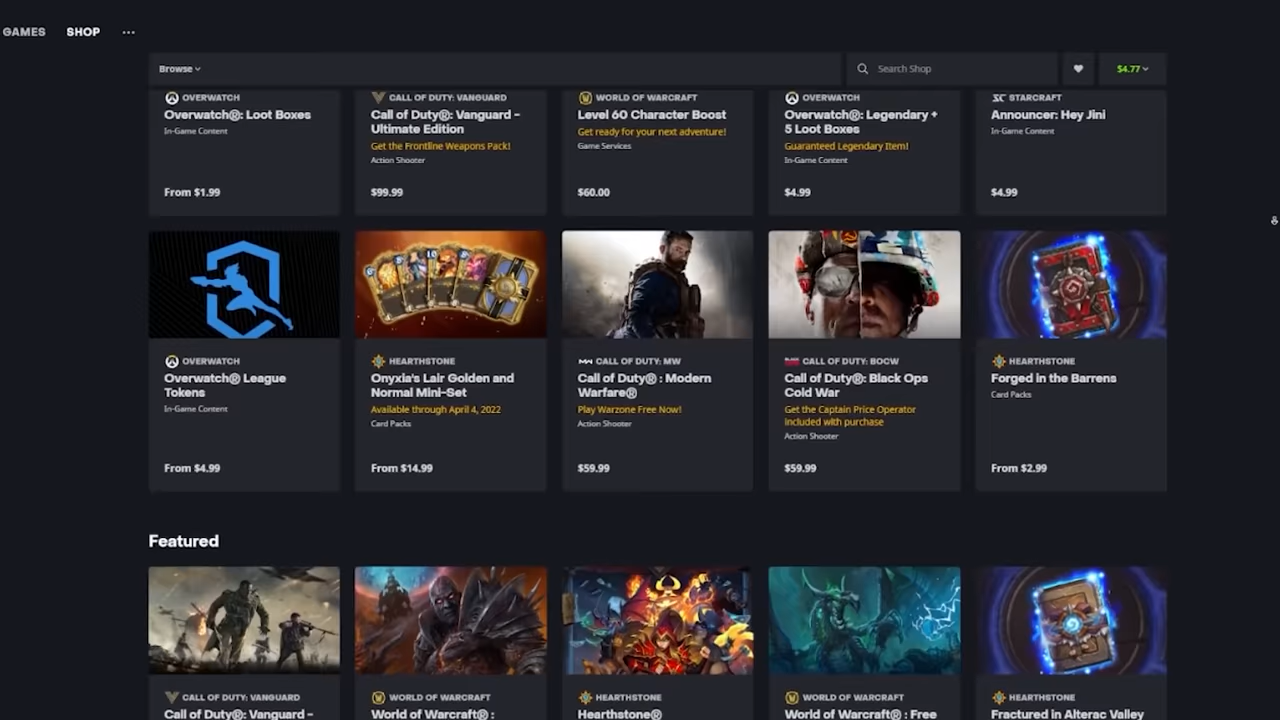 GAMES SHOP ...
Browse Search Shop $4.77
OVERWATCH
Overwatch®: Loot Boxes
In-Game Content
From $1.99
CALL OF DUTY: VANGUARD
Call of Duty®: Vanguard -
Ultimate Edition
Get the Frontline Weapons Pack!
Action Shooter
$99.99
WORLD OF WARCRAFT
Level 60 Character Boost
Get ready for your next adventure!
Game Services
$60.00
OVERWATCH
Overwatch®: Legendary +
5 Loot Boxes
Guaranteed Legendary Item!
In-Game Content
$4.99
STARCRAFT
Announcer: Hey Jini
In-Game Content
$4.99
OVERWATCH
Overwatch® League
Tokens
In-Game Content
From $4.99
HEARTHSTONE
Onyxia's Lair Golden and
Normal Mini-Set
Available through April 4, 2022
Card Packs
From $14.99
CALL OF DUTY: MW
Call of Duty® : Modern
Warfare®
Play Warzone Free Now!
Action Shooter
$59.99
CALL OF DUTY: BOCW
Call of Duty®: Black Ops
Cold War
Get the Captain Price Operator
included with purchase
Action Shooter
$59.99
HEARTHSTONE
Forged in the Barrens
Card Packs
From $2.99
Featured
CALL OF DUTY: VANGUARD
Call of Duty®: Vanguard -
WORLD OF WARCRAFT
World of Warcraft® :
HEARTHSTONE
Hearthstone®
WORLD OF WARCRAFT
World of Warcraft® : Free
HEARTHSTONE
Fractured in Alterac Valley